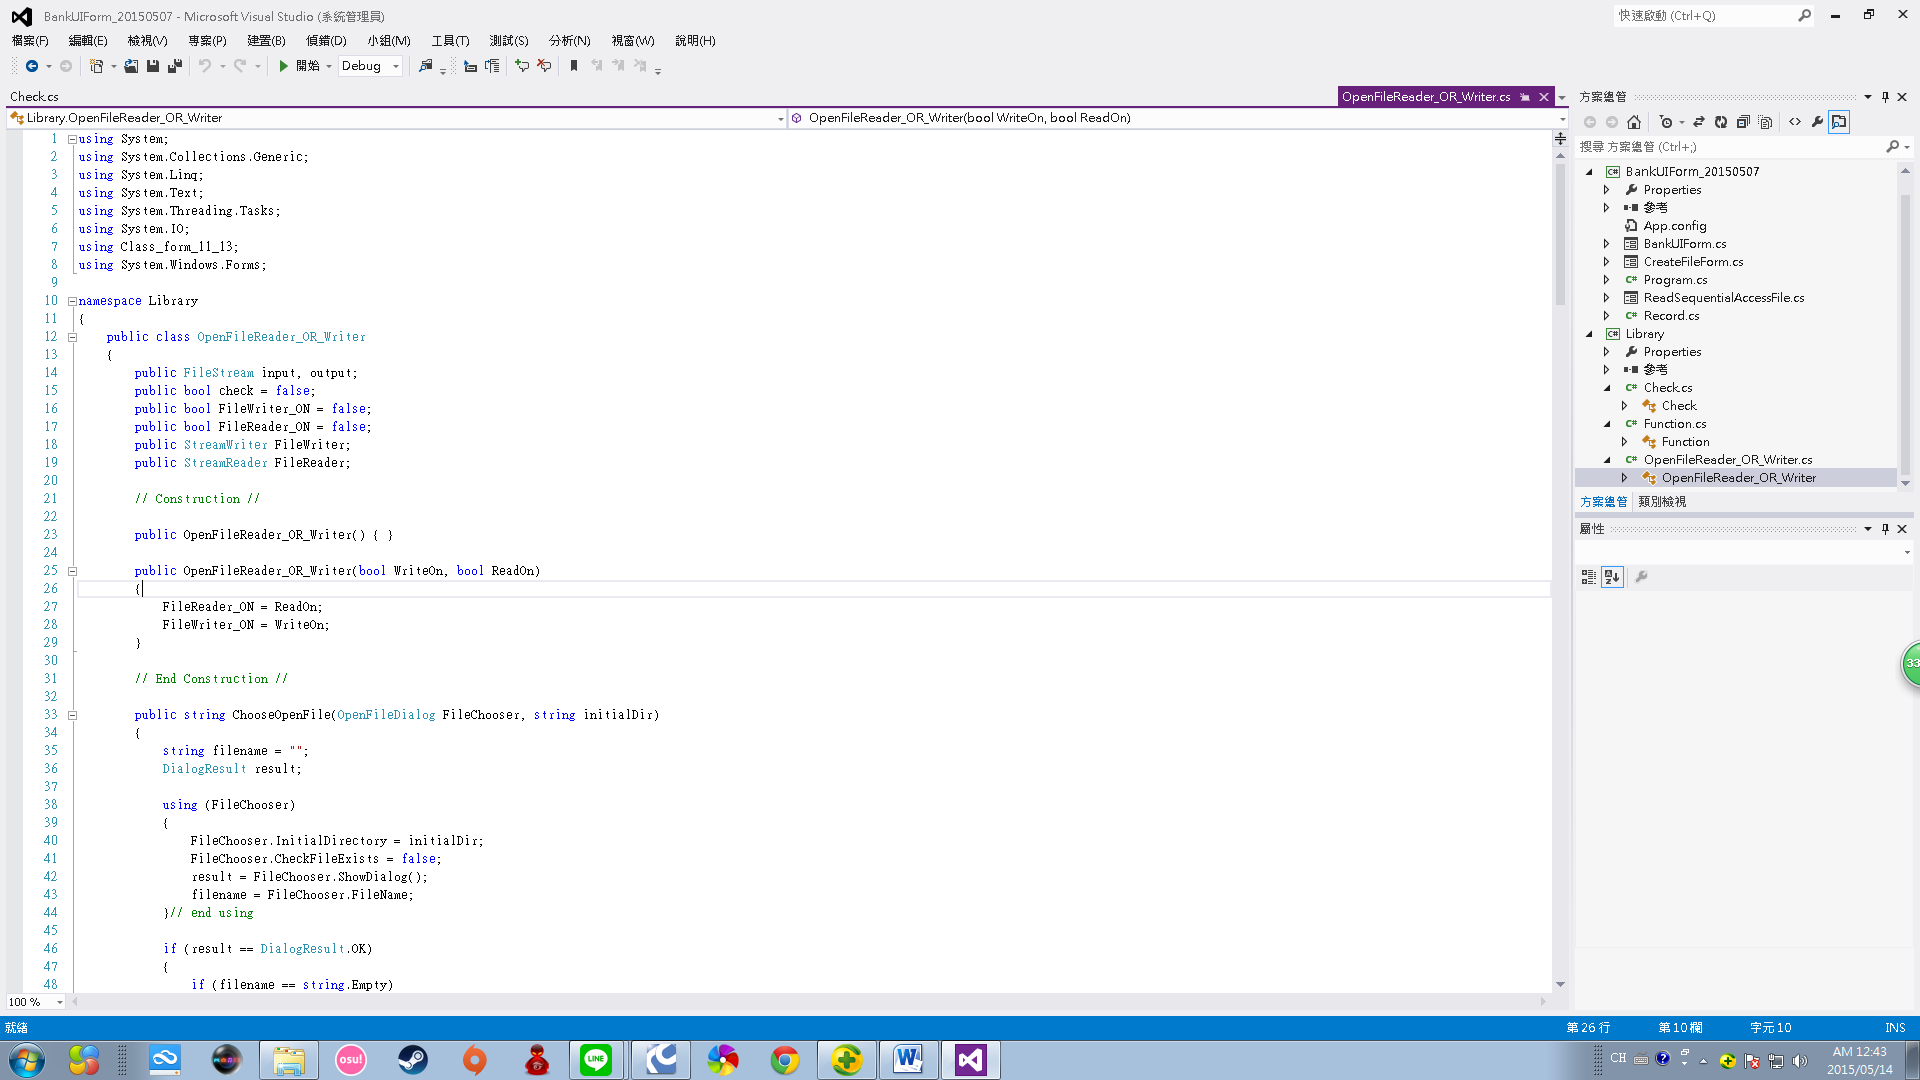 BankUIForm_20150507 - Microsoft Visual Studio (系統管理員)
快速啟動 (Ctrl+Q)
檔案(F) 編輯(E) 檢視(V) 專案(P) 建置(B) 偵錯(D) 小組(M) 工具(T) 測試(S) 分析(N) 視窗(W) 說明(H)
開始 Debug
Check.cs
OpenFileReader_OR_Writer.cs
Library.OpenFileReader_OR_Writer
OpenFileReader_OR_Writer(bool WriteOn, bool ReadOn)
1 using System;
2 using System.Collections.Generic;
3 using System.Linq;
4 using System.Text;
5 using System.Threading.Tasks;
6 using System.IO;
7 using Class_form_11_13;
8 using System.Windows.Forms;
9
10 namespace Library
11 {
12 public class OpenFileReader_OR_Writer
13 {
14 public FileStream input, output;
15 public bool check = false;
16 public bool FileWriter_ON = false;
17 public bool FileReader_ON = false;
18 public StreamWriter FileWriter;
19 public StreamReader FileReader;
20
21 // Construction //
22
23 public OpenFileReader_OR_Writer() { }
24
25 public OpenFileReader_OR_Writer(bool WriteOn, bool ReadOn)
26 {
27 FileReader_ON = ReadOn;
28 FileWriter_ON = WriteOn;
29 }
30
31 // End Construction //
32
33 public string ChooseOpenFile(OpenFileDialog FileChooser, string initialDir)
34 {
35 string filename = "";
36 DialogResult result;
37
38 using (FileChooser)
39 {
40 FileChooser.InitialDirectory = initialDir;
41 FileChooser.CheckFileExists = false;
42 result = FileChooser.ShowDialog();
43 filename = FileChooser.FileName;
44 }// end using
45
46 if (result == DialogResult.OK)
47 {
48 if (filename == string.Empty)
100 %
方案總管
搜尋 方案總管 (Ctrl+;)
BankUIForm_20150507
Properties
參考
App.config
BankUIForm.cs
CreateFileForm.cs
Program.cs
ReadSequentialAccessFile.cs
Record.cs
Library
Properties
參考
Check.cs
Check
Function.cs
Function
OpenFileReader_OR_Writer.cs
OpenFileReader_OR_Writer
方案總管 類別檢視
屬性
33
就緒
第 26 行 第 10 欄 字元 10 INS
osu!
LINE
CH
AM 12:43
2015/05/14